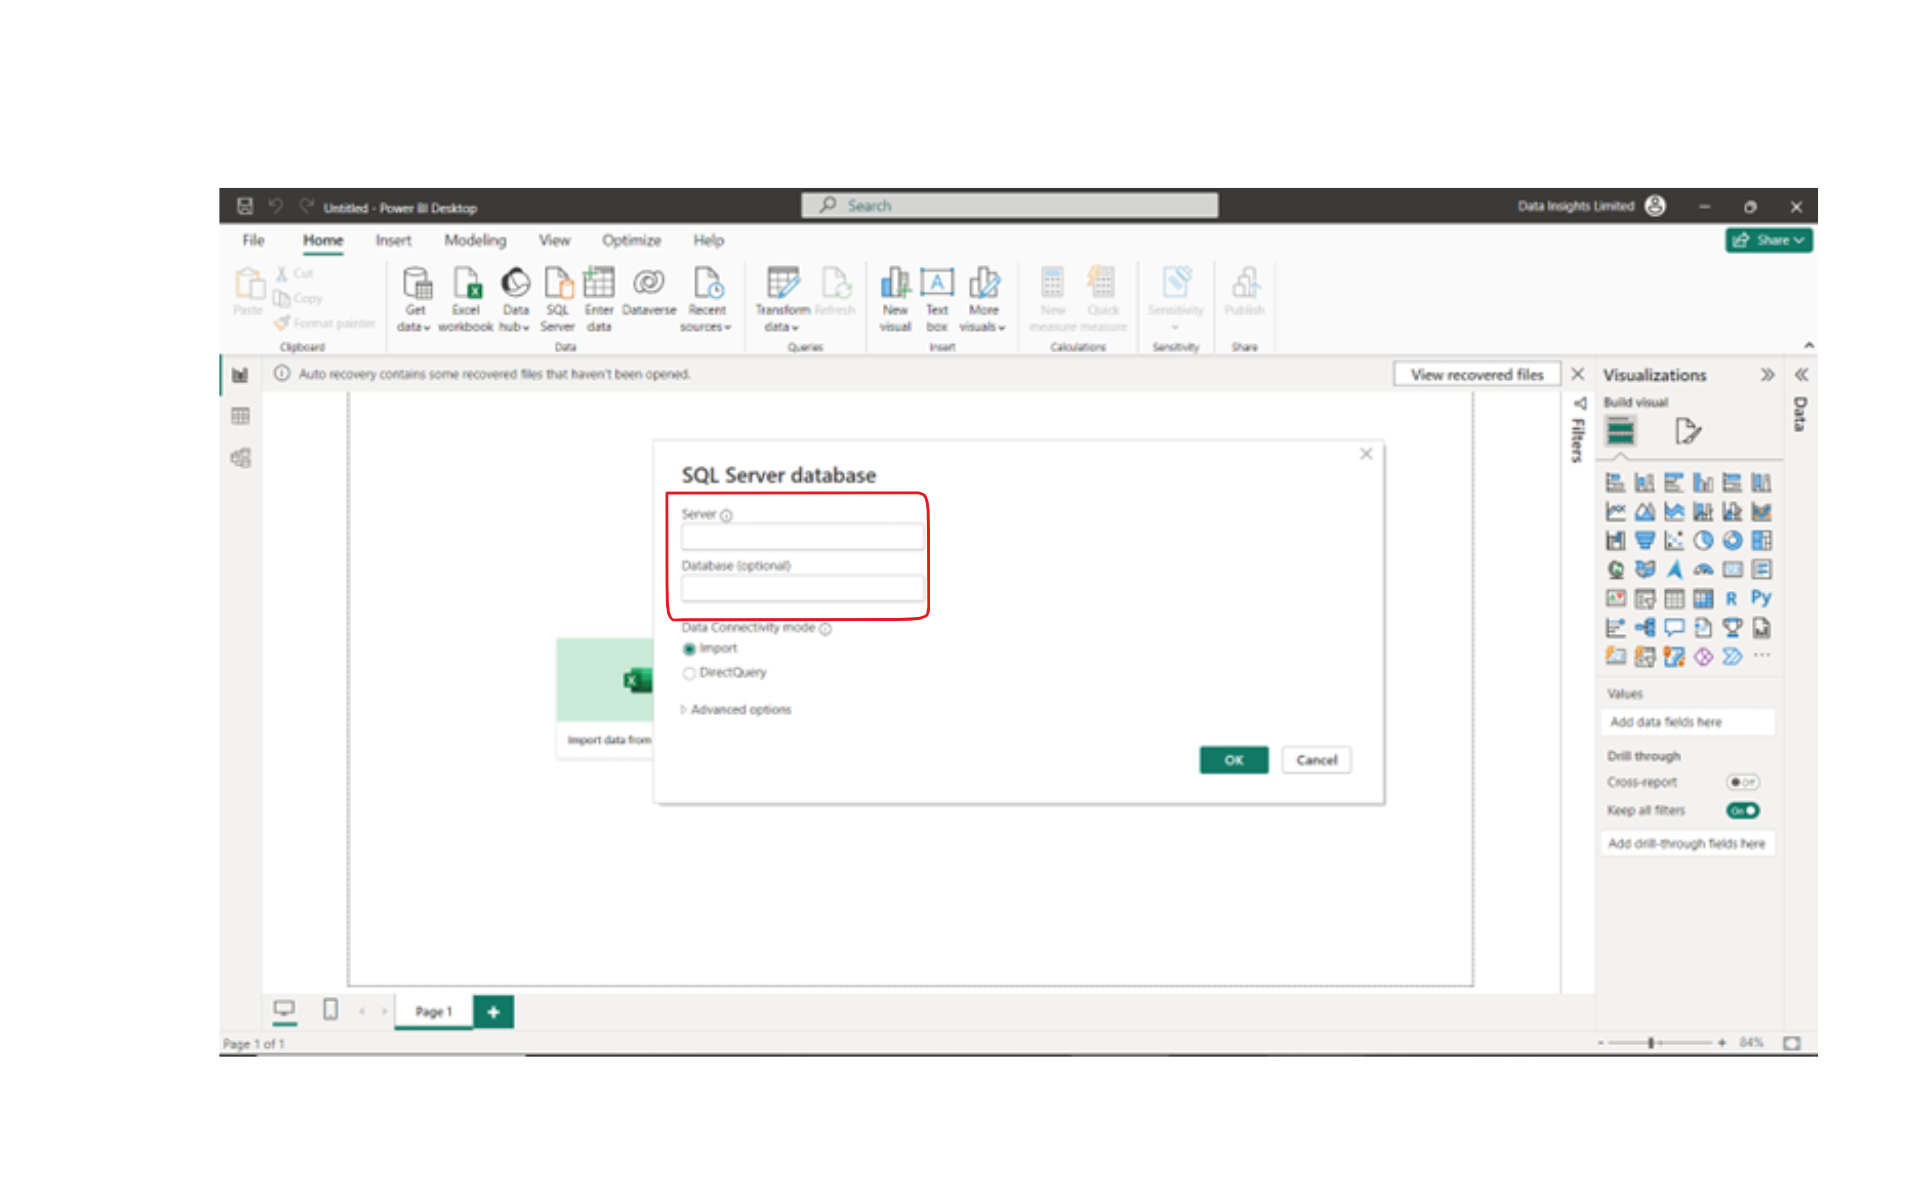 Untitled - Power BI Desktop
Search
Data Insights Limited
File Home Insert Modeling View Optimize Help
Share
Paste
Cut
Copy
Format painter
Clipboard
Get data
Excel workbook
Data hub
SQL Server
Enter data
Dataverse
Recent sources
Data
Transform data
Refresh
Queries
New visual
Text box
More visuals
Insert
New measure
Quick measure
Calculations
Sensitivity
Sensitivity
Publish
Share
Auto recovery contains some recovered files that haven't been opened.
View recovered files
Visualizations
Data
Build visual
Filters
SQL Server database
Server
Database (optional)
Data Connectivity mode
Import
DirectQuery
Advanced options
OK
Cancel
Import data from
R Py
Values
Add data fields here
Drill through
Cross-report
Off
Keep all filters
On
Add drill-through fields here
Page 1
Page 1 of 1
84%